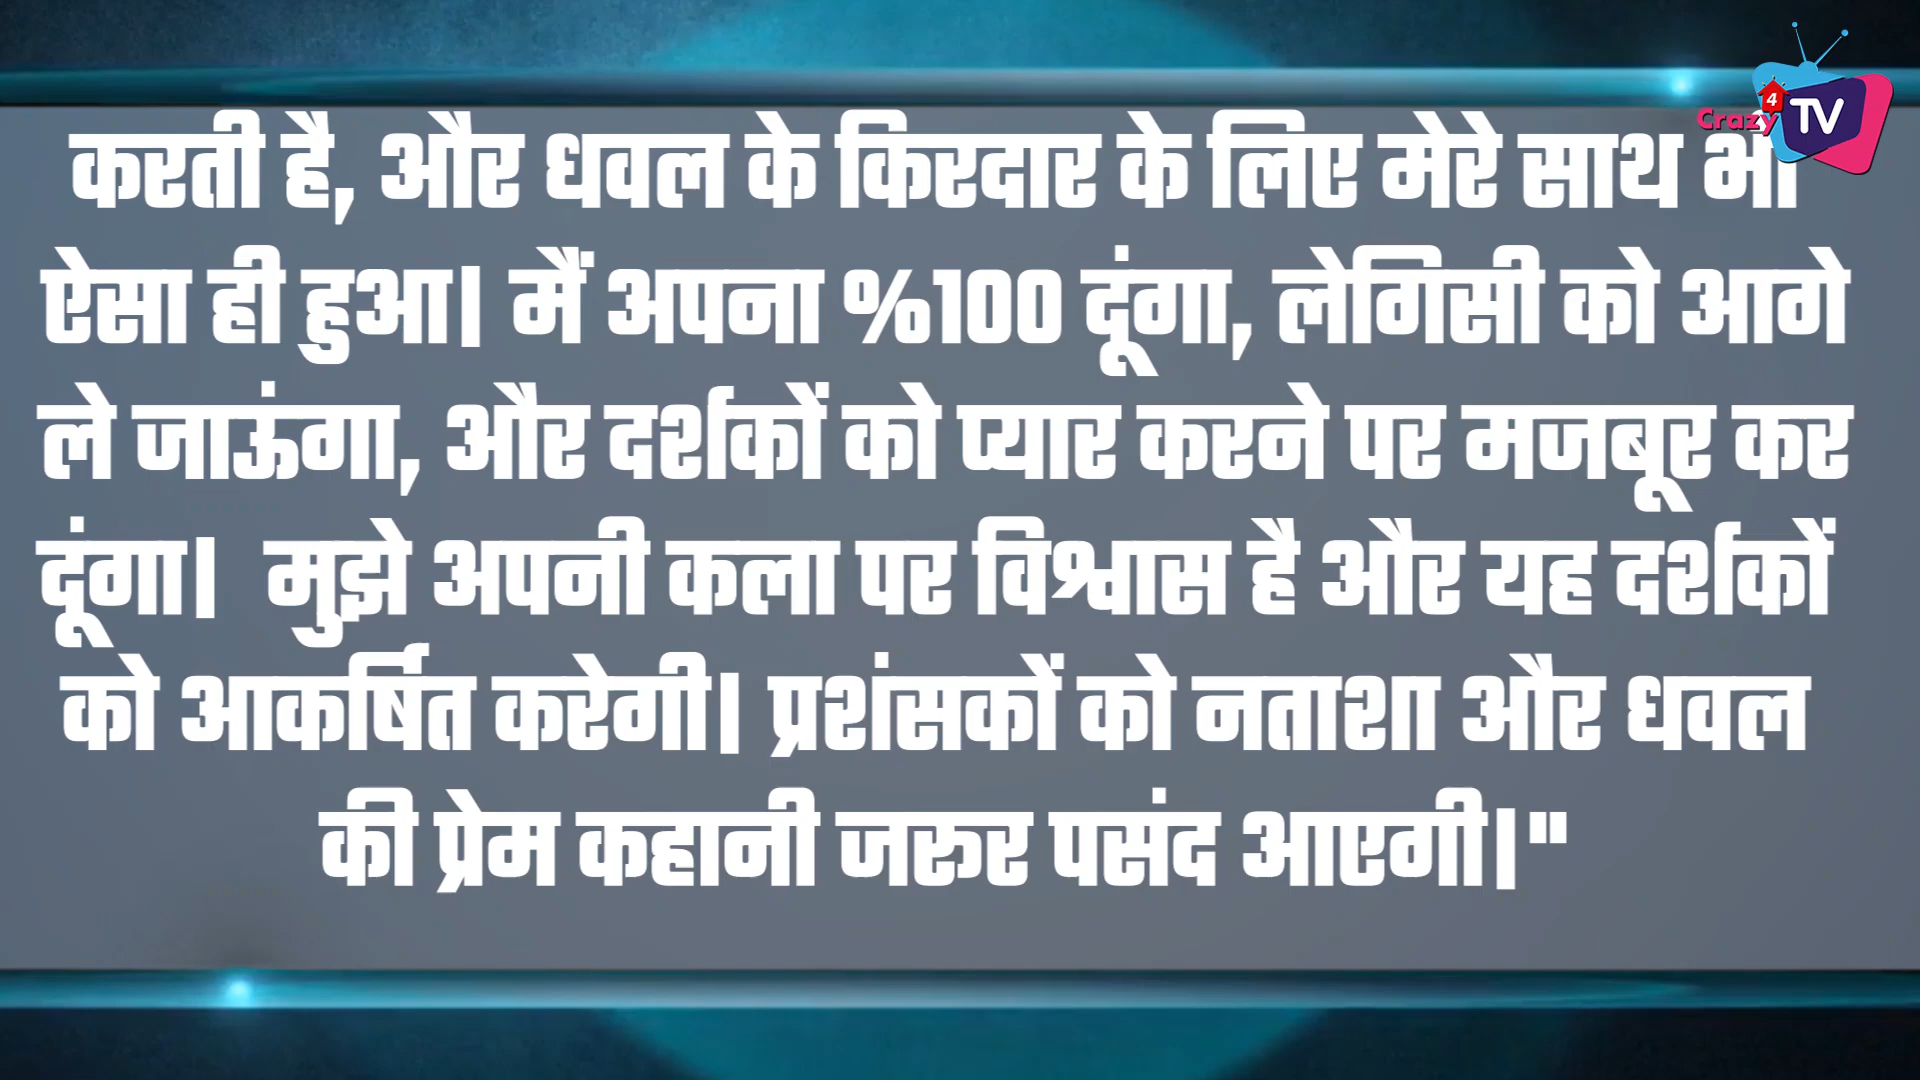 Crazy 4 TV
करती है, और धवल के किरदार के लिए मेरे साथ भी
ऐसा ही हुआ। मैं अपना %100 दूंगा, लेगिसी को आगे
ले जाऊंगा, और दर्शकों को प्यार करने पर मजबूर कर
दूंगा।  मुझे अपनी कला पर विश्वास है और यह दर्शकों
को आकर्षित करेगी। प्रशंसकों को नताशा और धवल
की प्रेम कहानी जरूर पसंद आएगी।"